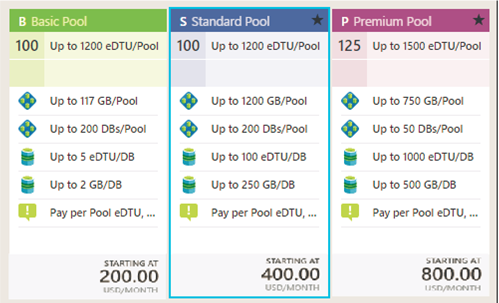 B Basic Pool
100 Up to 1200 eDTU/Pool
Up to 117 GB/Pool
Up to 200 DBs/Pool
Up to 5 eDTU/DB
Up to 2 GB/DB
Pay per Pool eDTU, ...
STARTING AT
200.00
USD/MONTH
S Standard Pool
100 Up to 1200 eDTU/Pool
Up to 1200 GB/Pool
Up to 200 DBs/Pool
Up to 100 eDTU/DB
Up to 250 GB/DB
Pay per Pool eDTU, ...
STARTING AT
400.00
USD/MONTH
P Premium Pool
125 Up to 1500 eDTU/Pool
Up to 750 GB/Pool
Up to 50 DBs/Pool
Up to 1000 eDTU/DB
Up to 500 GB/DB
Pay per Pool eDTU, ...
STARTING AT
800.00
USD/MONTH